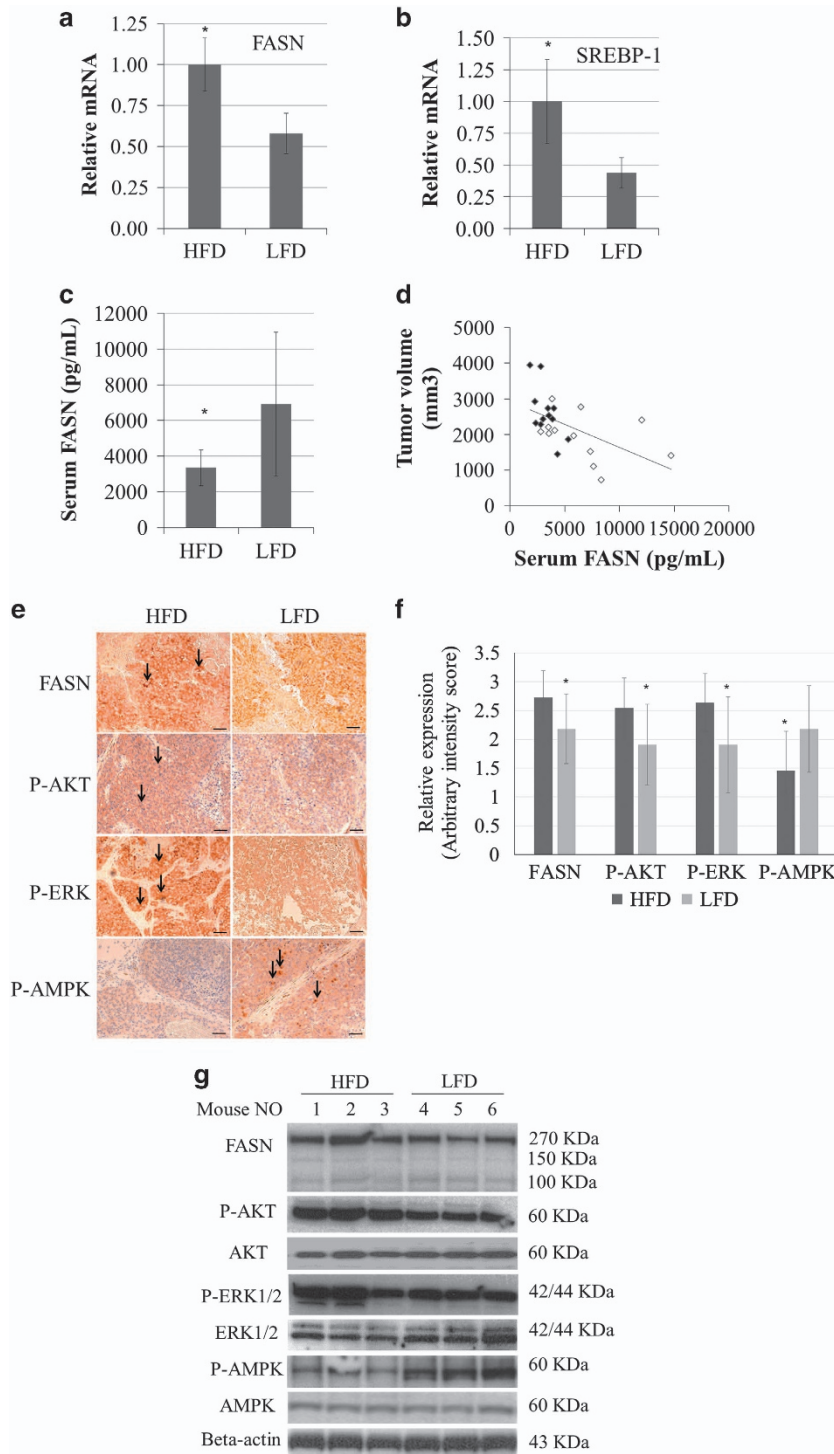 a
FASN
*
Relative mRNA
1.25
1.00
0.75
0.50
0.25
0.00
HFD LFD
b
SREBP-1
*
Relative mRNA
1.50
1.25
1.00
0.75
0.50
0.25
0.00
HFD LFD
c
Serum FASN (pg/mL)
12000
10000
8000
6000
4000
2000
0
*
HFD LFD
d
Tumor volume
(mm3)
5000
4000
3000
2000
1000
0
0 5000 10000 15000 20000
Serum FASN (pg/mL)
e
HFD LFD
FASN
P-AKT
P-ERK
P-AMPK
f
Relative expression
(Arbitrary intensity score)
3.5
3
2.5
2
1.5
1
0.5
0
* * * *
FASN P-AKT P-ERK P-AMPK
HFD LFD
g
HFD LFD
Mouse NO 1 2 3 4 5 6
FASN 270 KDa
150 KDa
100 KDa
P-AKT 60 KDa
AKT 60 KDa
P-ERK1/2 42/44 KDa
ERK1/2 42/44 KDa
P-AMPK 60 KDa
AMPK 60 KDa
Beta-actin 43 KDa